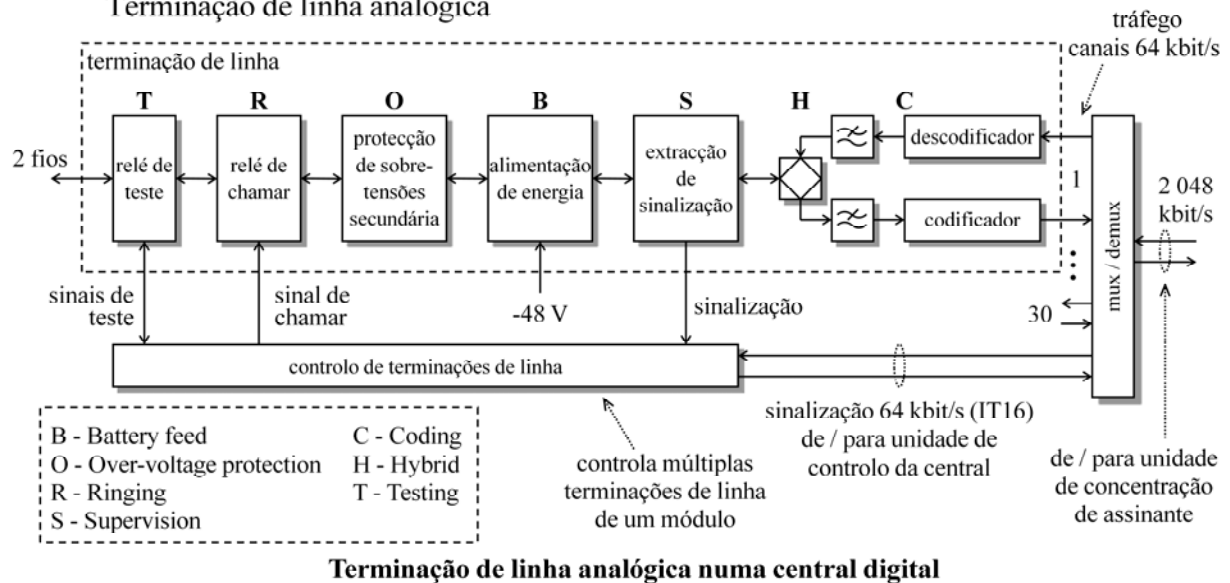 Terminação de linha analógica
tráfego
canais 64 kbit/s
terminação de linha
T
R
O
B
S
H
C
2 fios
relé de
teste
relé de
chamar
protecção
de sobre-
tensões
secundária
alimentação
de energia
extracção
de
sinalização
descodificador
codificador
1
30
mux / demux
2 048
kbit/s
sinais de
teste
sinal de
chamar
-48 V
sinalização
controlo de terminações de linha
sinalização 64 kbit/s (IT16)
de / para unidade de
controlo da central
controla múltiplas
terminações de linha
de um módulo
de / para unidade
de concentração
de assinante
B - Battery feed
O - Over-voltage protection
R - Ringing
S - Supervision
C - Coding
H - Hybrid
T - Testing
Terminação de linha analógica numa central digital